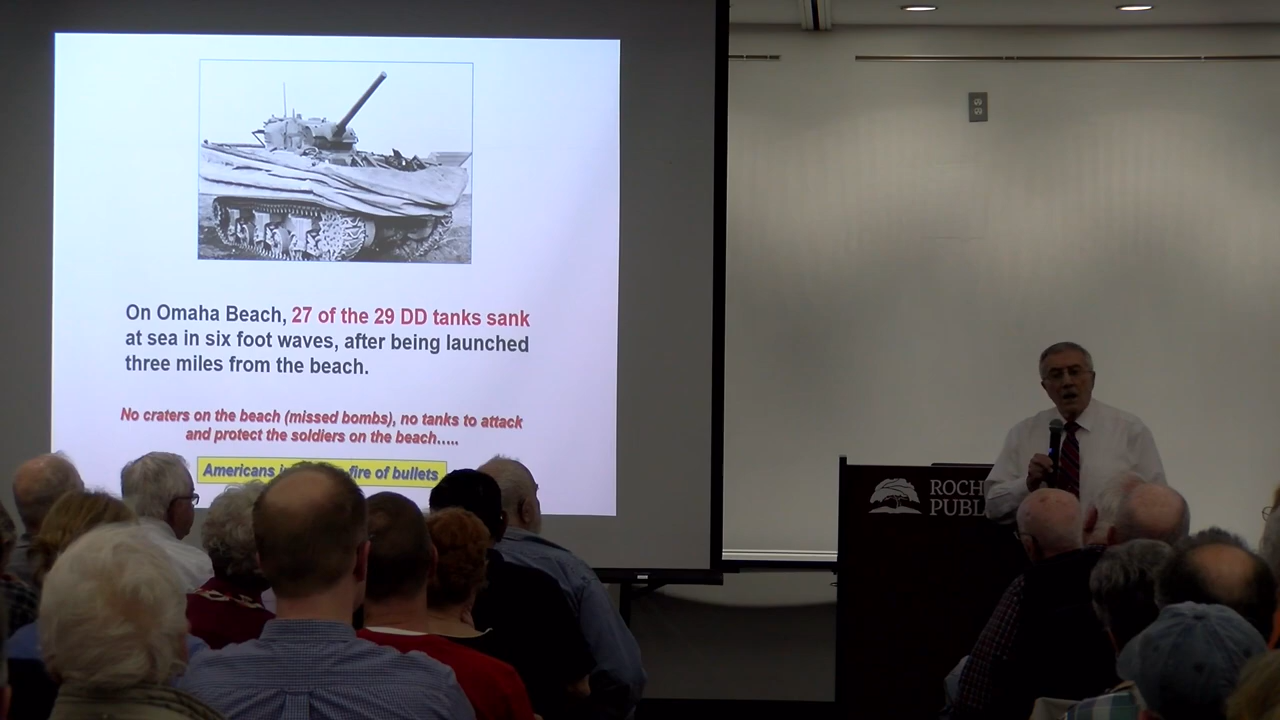 On Omaha Beach, 27 of the 29 DD tanks sank
at sea in six foot waves, after being launched
three miles from the beach.
No craters on the beach (missed bombs), no tanks to attack
and protect the soldiers on the beach.....
Americans fire of bullets
ROCH
PUBL